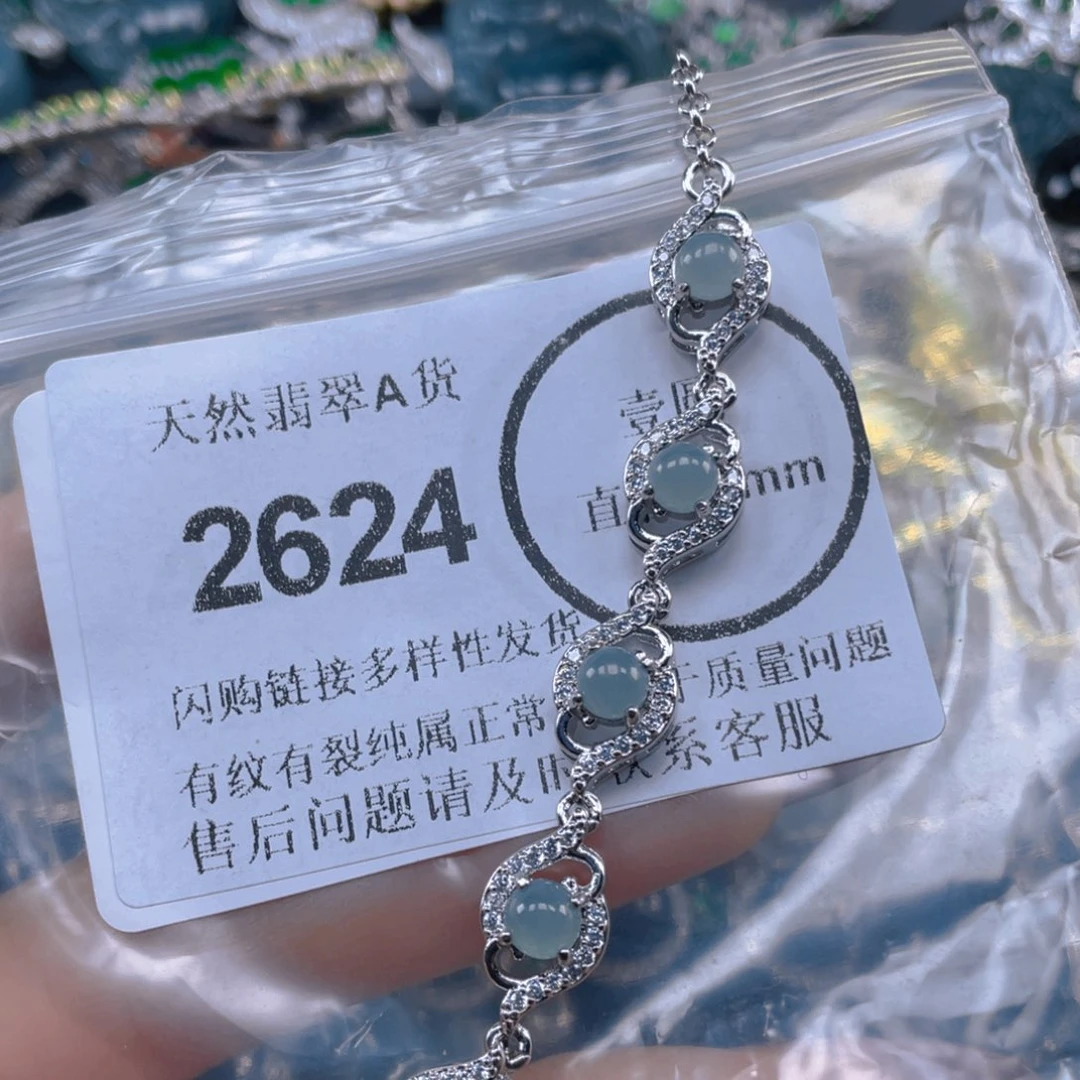 天然翡翠A货
2624
壹
直 mm
闪购链接多样性发货
有纹有裂纯属正常 质量问题
售后问题请及时联系客服